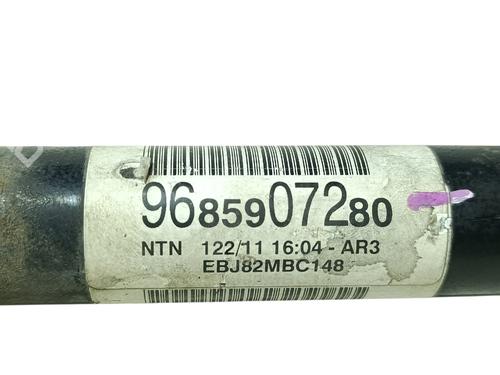 9685907280
NTN 122/11 16:04 - AR3
EBJ82MBC148